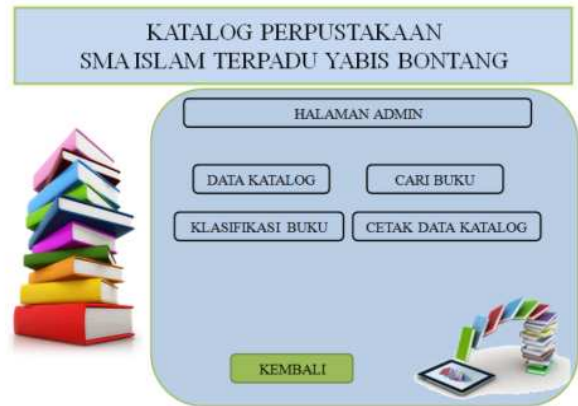 KATALOG PERPUSTAKAAN
SMA ISLAM TERPADU YABIS BONTANG
HALAMAN ADMIN
DATA KATALOG
CARI BUKU
KLASIFIKASI BUKU
CETAK DATA KATALOG
KEMBALI